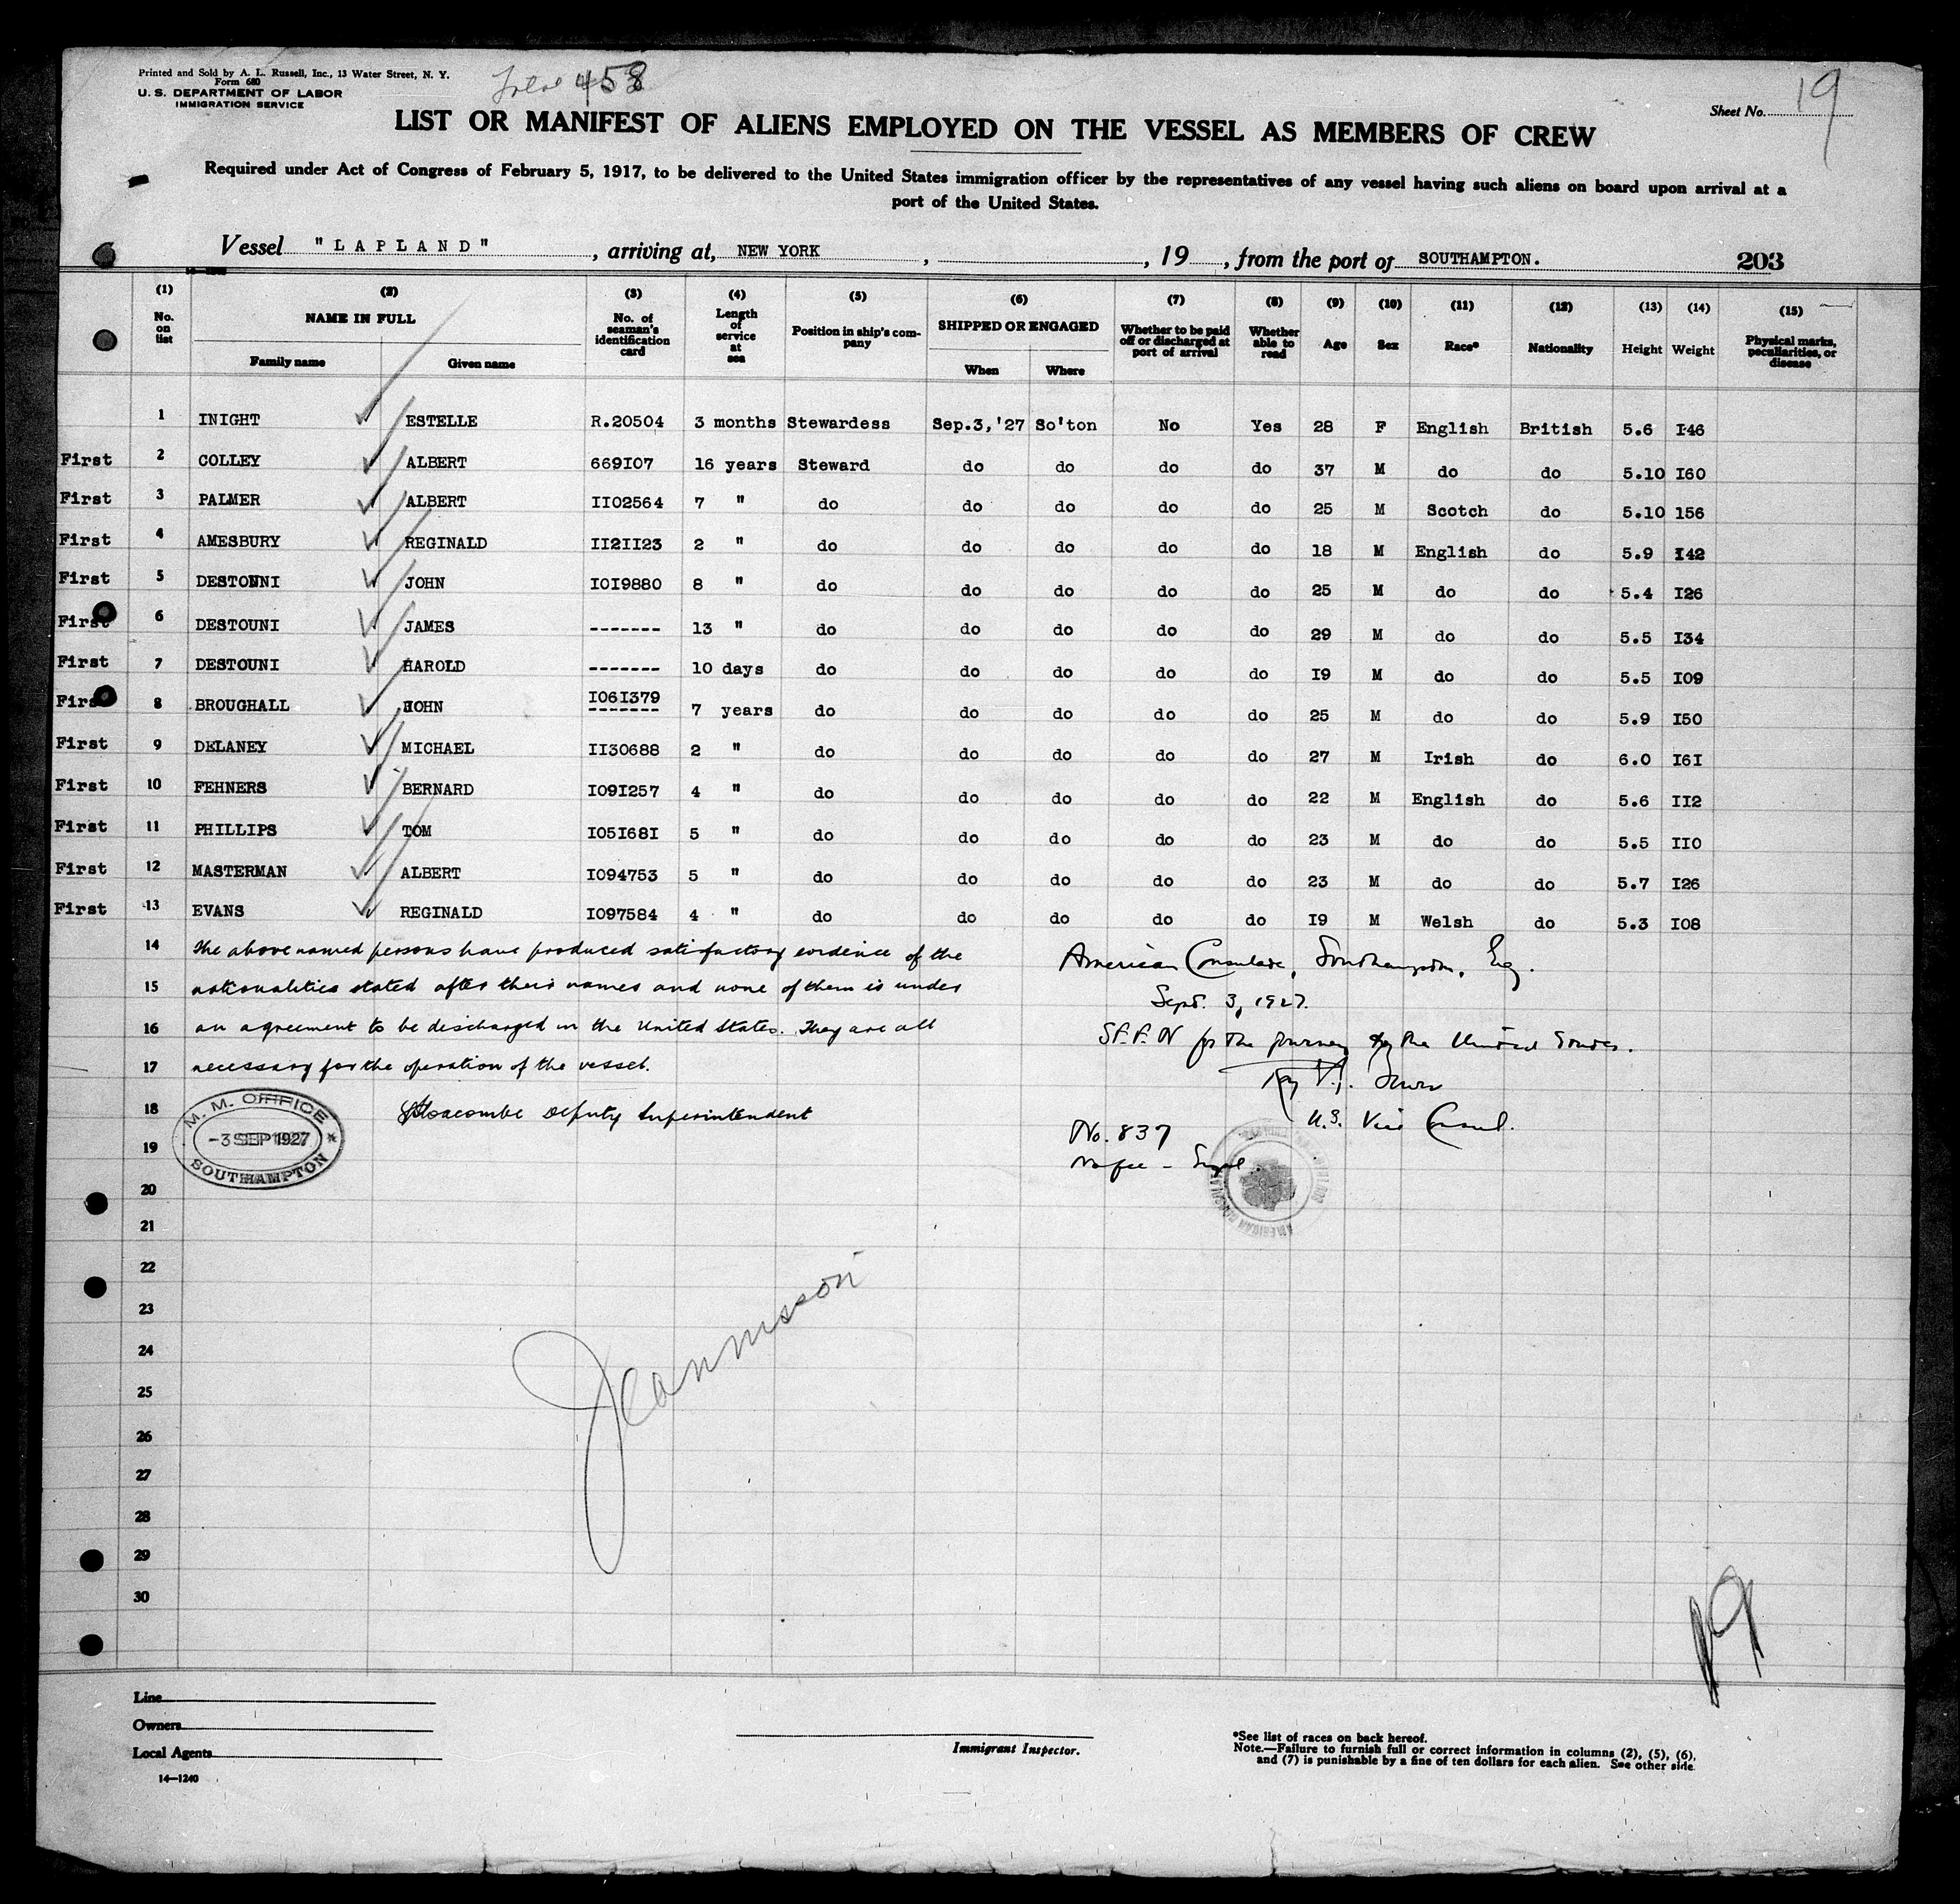 Printed and Sold by A. L. Russell, Inc., 13 Water Street, N. Y.
Form 680
U. S. DEPARTMENT OF LABOR
IMMIGRATION SERVICE
Total 458
Sheet No. 19
LIST OR MANIFEST OF ALIENS EMPLOYED ON THE VESSEL AS MEMBERS OF CREW
Required under Act of Congress of February 5, 1917, to be delivered to the United States immigration officer by the representatives of any vessel having such aliens on board upon arrival at a
port of the United States.
Vessel "LAPLAND", arriving at, NEW YORK, , 19 , from the port of SOUTHAMPTON. 203
(1) No. on list
(2) NAME IN FULL Family name Given name
(3) No. of seaman's identification card
(4) Length of service at sea
(5) Position in ship's company
(6) SHIPPED OR ENGAGED When Where
(7) Whether to be paid off or discharged at port of arrival
(8) Whether able to read
(9) Age
(10) Sex
(11) Race*
(12) Nationality
(13) Height
(14) Weight
(15) Physical marks, peculiarities, or disease
1 INIGHT ESTELLE R.20504 3 months Stewardess Sep.3,'27 So'ton No Yes 28 F English British 5.6 I46
First 2 COLLEY ALBERT 669I07 16 years Steward do do do do 37 M do do 5.10 I60
First 3 PALMER ALBERT II02564 7 " do do do do do 25 M Scotch do 5.10 156
First 4 AMESBURY REGINALD II2II23 2 " do do do do do 18 M English do 5.9 I42
First 5 DESTONNI JOHN I0I9880 8 " do do do do do 25 M do do 5.4 I26
First 6 DESTOUNI JAMES ------- 13 " do do do do do 29 M do do 5.5 I34
First 7 DESTOUNI HAROLD ------- 10 days do do do do do I9 M do do 5.5 I09
First 8 BROUGHALL JOHN I06I379 ------- 7 years do do do do do 25 M do do 5.9 I50
First 9 DELANEY MICHAEL II30688 2 " do do do do do 27 M Irish do 6.0 I6I
First 10 FEHNERS BERNARD I09I257 4 " do do do do do 22 M English do 5.6 II2
First 11 PHILLIPS TOM I05I68I 5 " do do do do do 23 M do do 5.5 II0
First 12 MASTERMAN ALBERT I094753 5 " do do do do do 23 M do do 5.7 I26
First 13 EVANS REGINALD I097584 4 " do do do do do I9 M Welsh do 5.3 I08
14 The above named persons have produced satisfactory evidence of the
15 nationalities stated after their names and none of them is under
16 an agreement to be discharged in the United States. They are all
17 necessary for the operation of the vessel.
18 Deputy Superintendent
M. M. OFFICE
-3 SEP 1927
SOUTHAMPTON
American Consulate, Southampton, Eng.
Sept. 3, 1927.
SEEN for the journey to the United States.
U.S. Vice Consul.
No. 837
No fee -
19
20
21
22
23
24
25
26
27
28
29
30
19
Line
Owners
Local Agents
14—1240
Immigrant Inspector.
*See list of races on back hereof.
Note.—Failure to furnish full or correct information in columns (2), (5), (6),
and (7) is punishable by a fine of ten dollars for each alien. See other side.